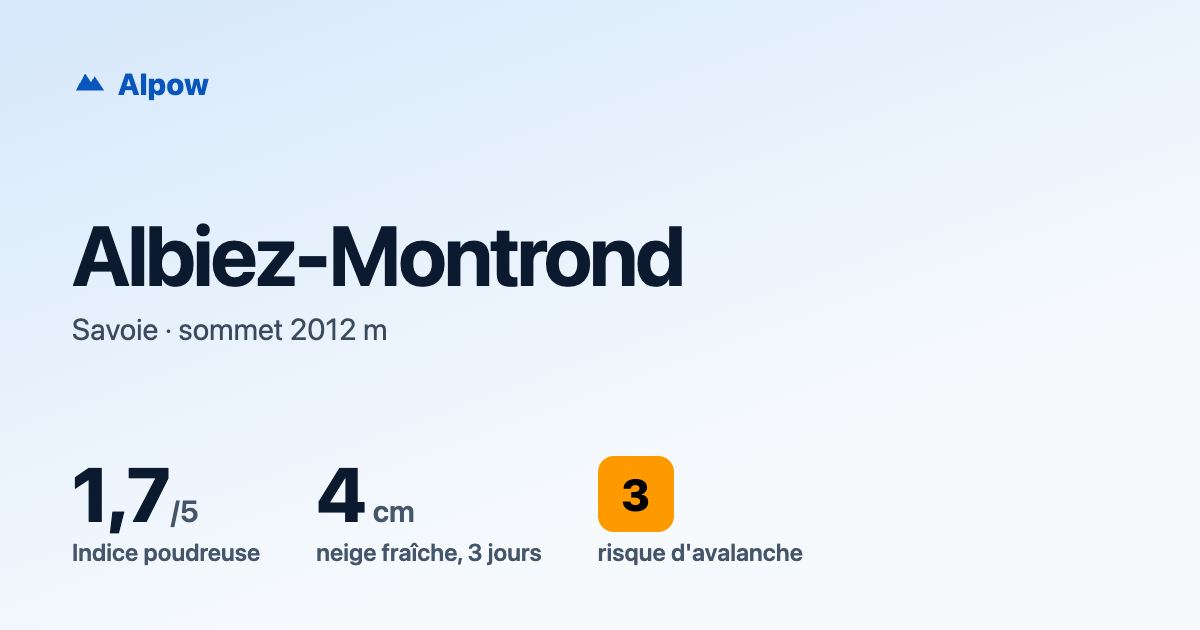 Alpow
Albiez-Montrond
Savoie · sommet 2012 m
1,7/5
Indice poudreuse
4 cm
neige fraîche, 3 jours
3
risque d'avalanche